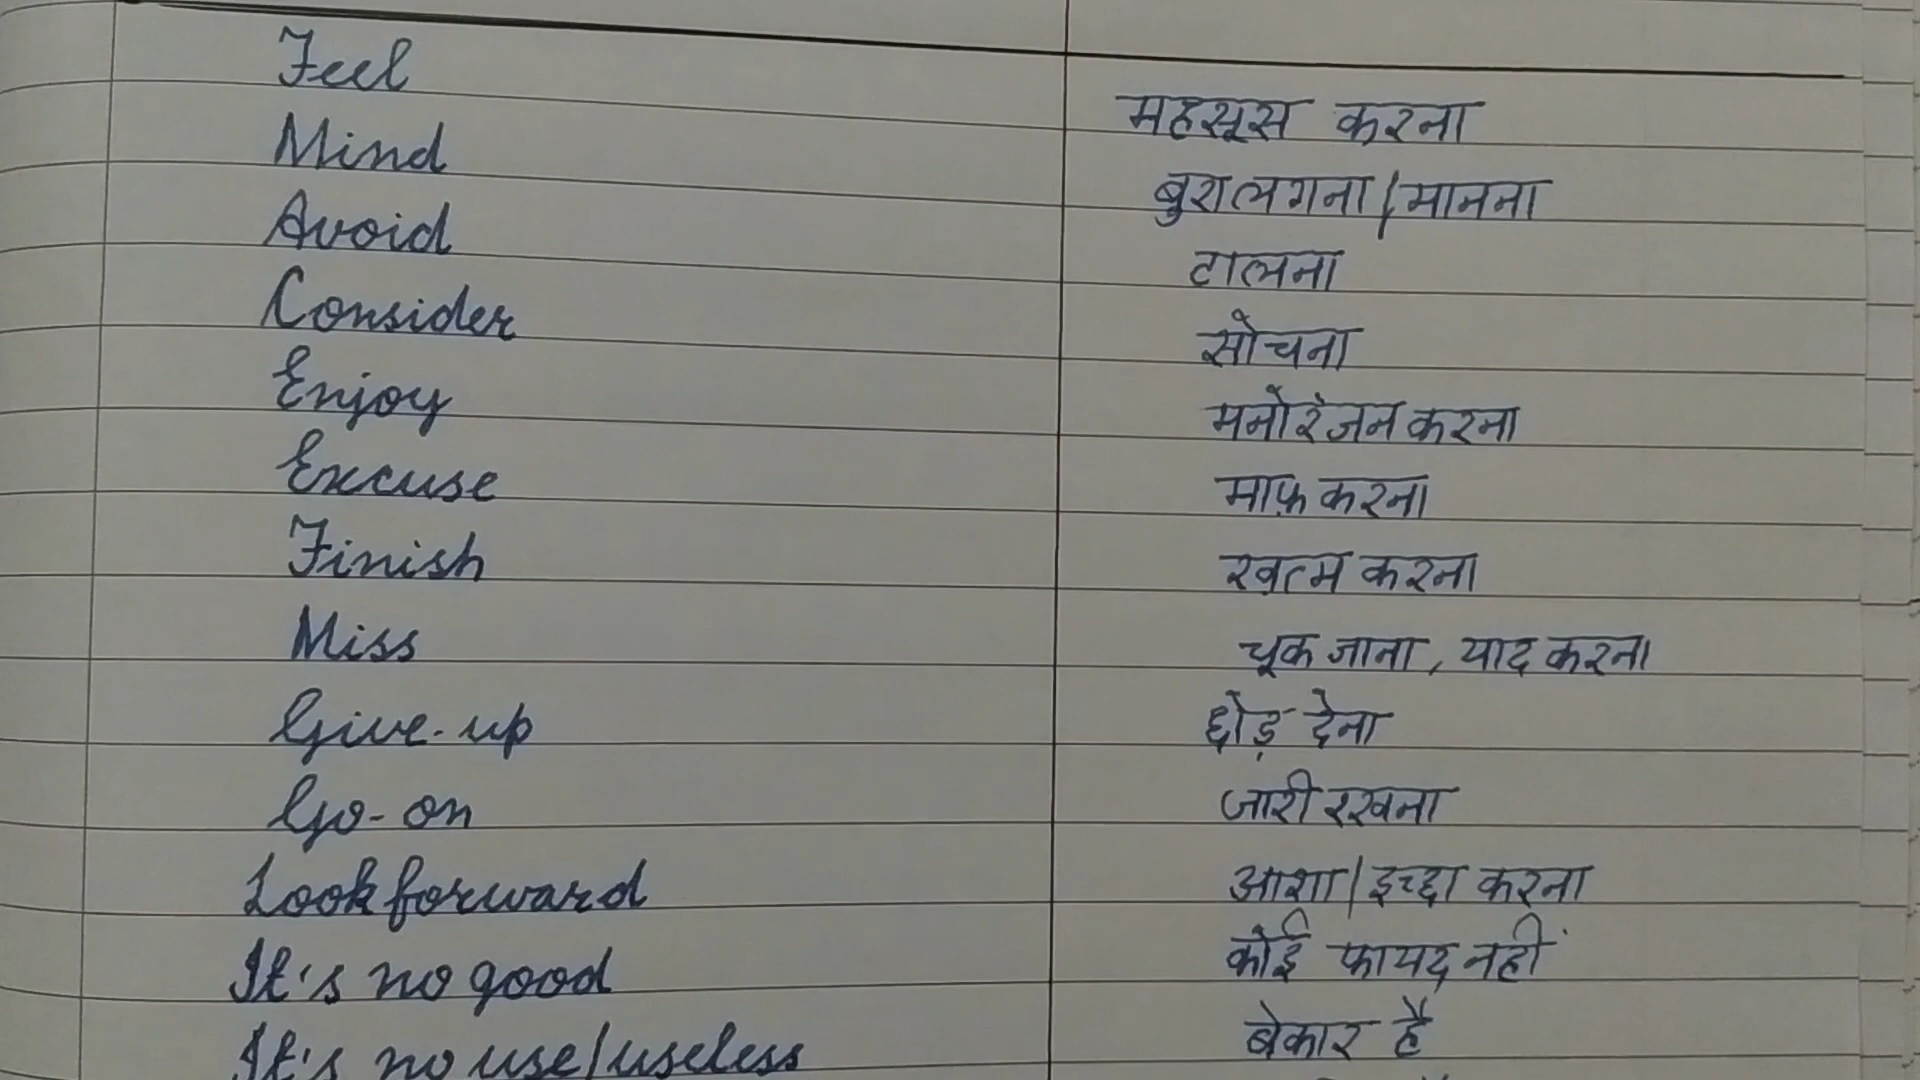 Feel महसूस करना
Mind बुरा लगना/मानना
Avoid टालना
Consider सोचना
Enjoy मनोरंजन करना
Excuse माफ़ करना
Finish ख़त्म करना
Miss चूक जाना, याद करना
Give-up छोड़ देना
Go-on जारी रखना
Look forward आशा/इच्छा करना
It's no good कोई फायद नहीं
It's no use/useless बेकार है